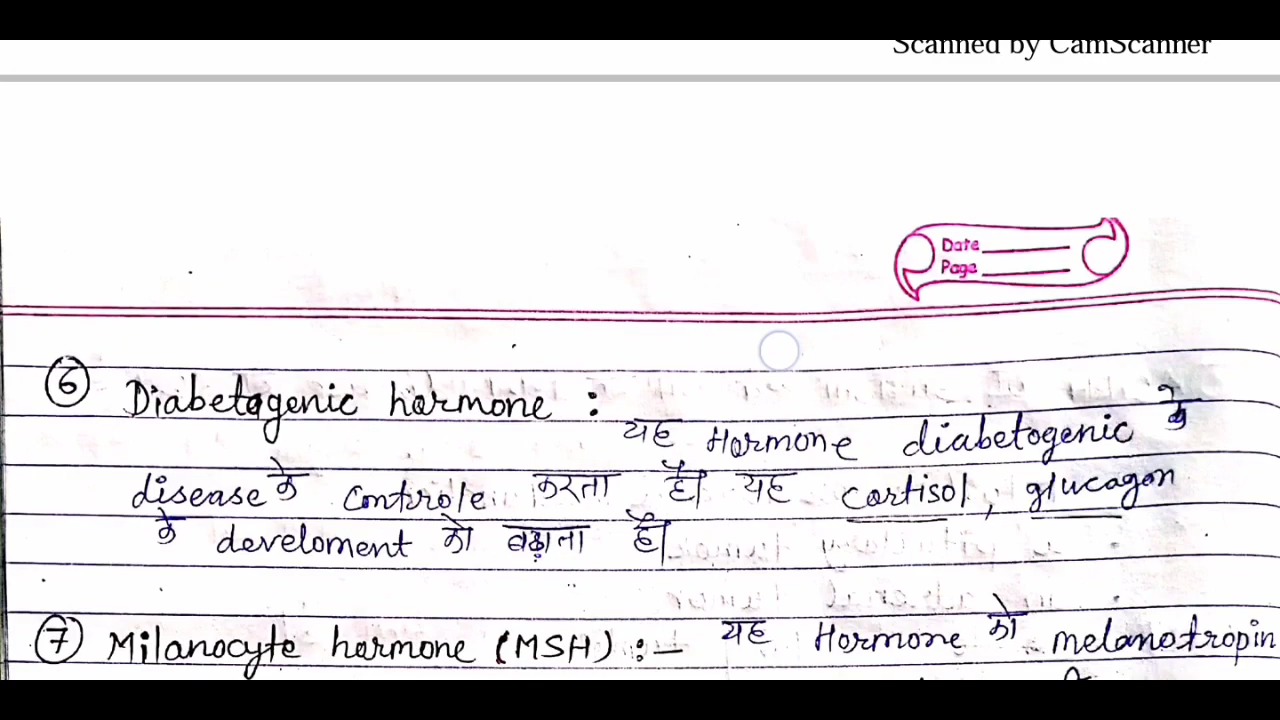 Scanned by CamScanner
Date
Page
⑥ Diabetogenic hormone :
यह Hormone diabetogenic के
disease के controle करता है। यह cortisol, glucagon
के develoment को बढ़ाता है।
⑦ Milanocyte hormone (MSH) :- यह Hormone को melanotropin